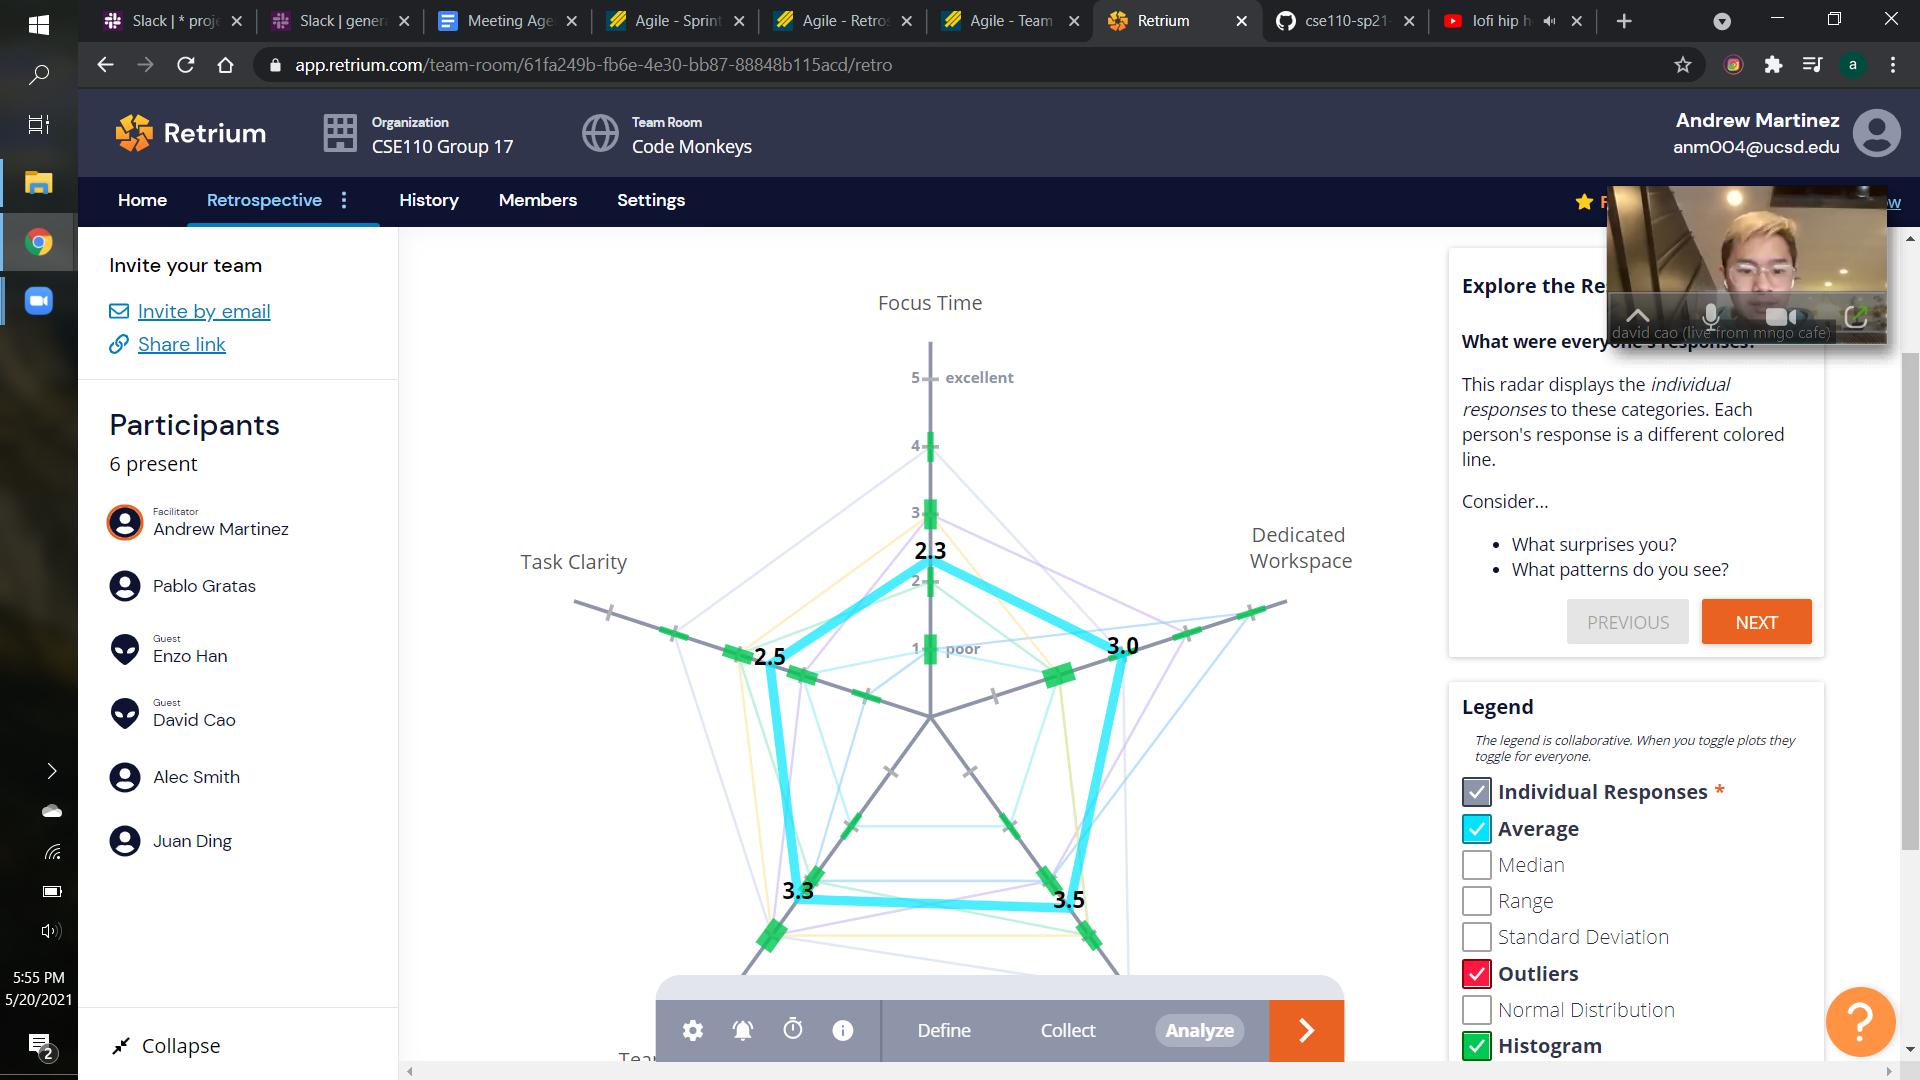 Slack | * proje
Slack | genera
Meeting Age
Agile - Sprint
Agile - Retros
Agile - Team
Retrium
cse110-sp21-
lofi hip h
app.retrium.com/team-room/61fa249b-fb6e-4e30-bb87-88848b115acd/retro
a
Retrium
Organization
CSE110 Group 17
Team Room
Code Monkeys
Andrew Martinez
anm004@ucsd.edu
Home
Retrospective
History
Members
Settings
Invite your team
Invite by email
Share link
Participants
6 present
Facilitator
Andrew Martinez
Pablo Gratas
Guest
Enzo Han
Guest
David Cao
Alec Smith
Juan Ding
Collapse
Focus Time
5 excellent
4
3
2.3
2
1 poor
Dedicated
Workspace
3.0
Task Clarity
2.5
3.3
3.5
Define
Collect
Analyze
Explore the Re
david cao (live from mngo cafe)
What were everyone's responses?
This radar displays the individual
responses to these categories. Each
person's response is a different colored
line.
Consider...
• What surprises you?
• What patterns do you see?
PREVIOUS
NEXT
Legend
The legend is collaborative. When you toggle plots they
toggle for everyone.
Individual Responses *
Average
Median
Range
Standard Deviation
Outliers
Normal Distribution
Histogram
5:55 PM
5/20/2021
2